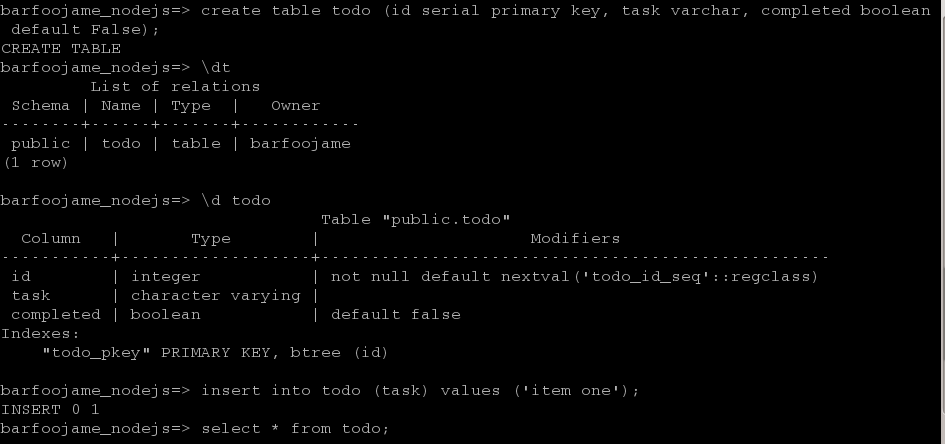 barfoojame_nodejs=> create table todo (id serial primary key, task varchar, completed boolean
 default False);
CREATE TABLE
barfoojame_nodejs=> \dt
         List of relations
 Schema | Name | Type  |   Owner
--------+------+-------+------------
 public | todo | table | barfoojame
(1 row)

barfoojame_nodejs=> \d todo
                                Table "public.todo"
  Column   |       Type        |                     Modifiers
-----------+-------------------+---------------------------------------------------
 id        | integer           | not null default nextval('todo_id_seq'::regclass)
 task      | character varying |
 completed | boolean           | default false
Indexes:
    "todo_pkey" PRIMARY KEY, btree (id)

barfoojame_nodejs=> insert into todo (task) values ('item one');
INSERT 0 1
barfoojame_nodejs=> select * from todo;